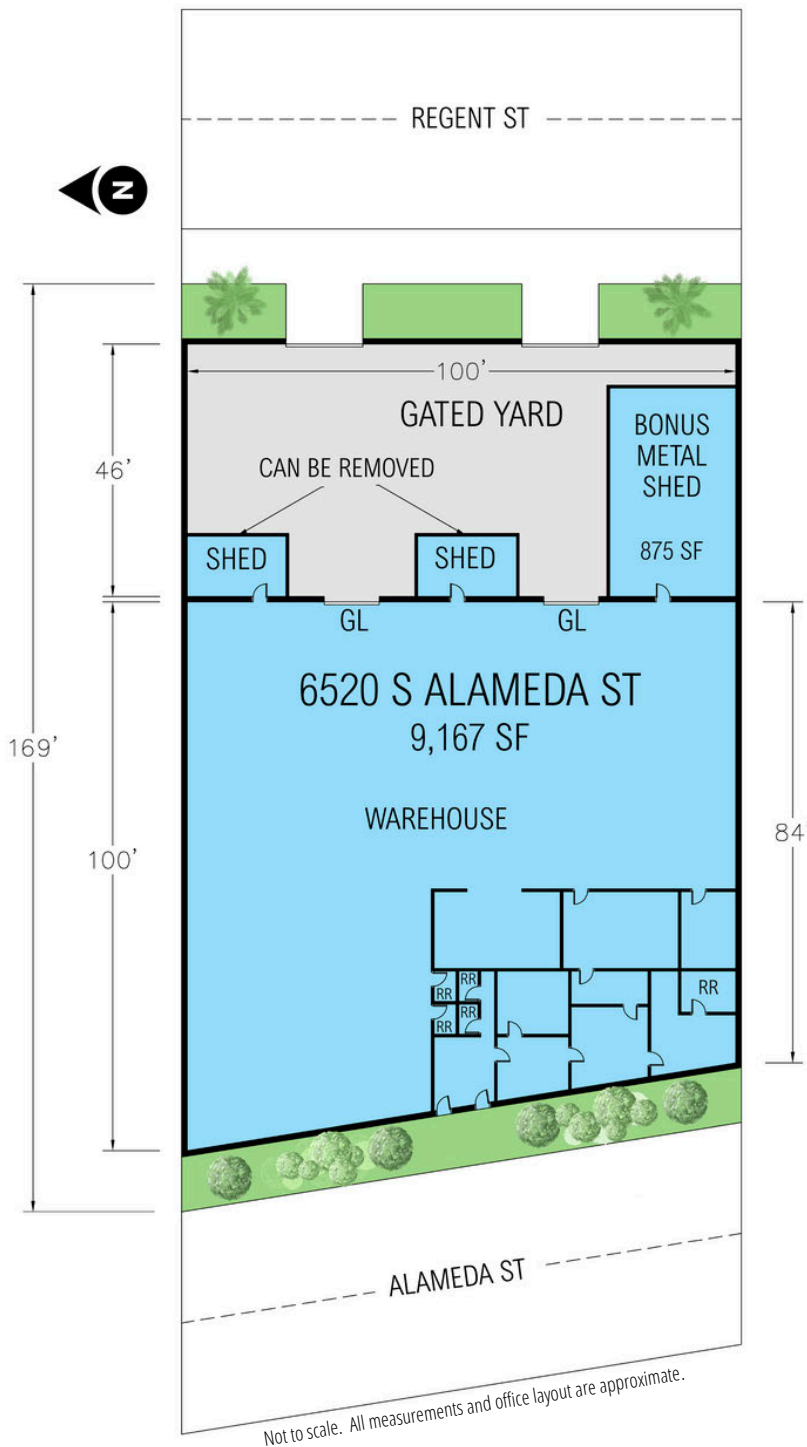 REGENT ST
N
100'
GATED YARD
BONUS
METAL
SHED
46'
CAN BE REMOVED
SHED
SHED
875 SF
GL
GL
6520 S ALAMEDA ST
9,167 SF
169'
WAREHOUSE
84'
100'
RR
RR
RR
RR
RR
ALAMEDA ST
Not to scale. All measurements and office layout are approximate.